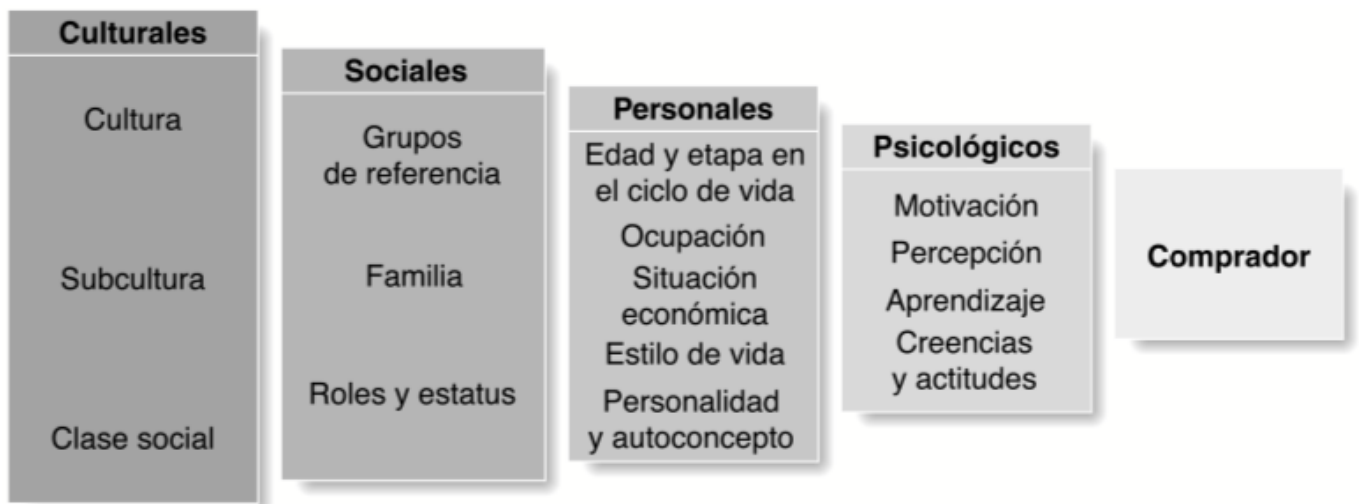 Culturales
Cultura
Subcultura
Clase social
Sociales
Grupos
de referencia
Familia
Roles y estatus
Personales
Edad y etapa en
el ciclo de vida
Ocupación
Situación
económica
Estilo de vida
Personalidad
y autoconcepto
Psicológicos
Motivación
Percepción
Aprendizaje
Creencias
y actitudes
Comprador